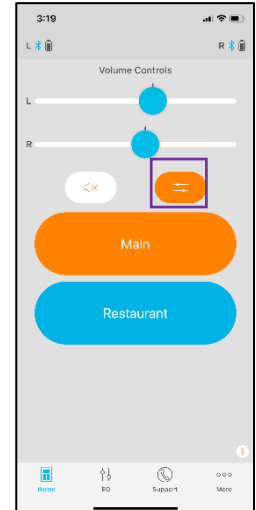 3:19
L
R
Volume Controls
L
R
Main
Restaurant
i
Home
EQ
Support
More